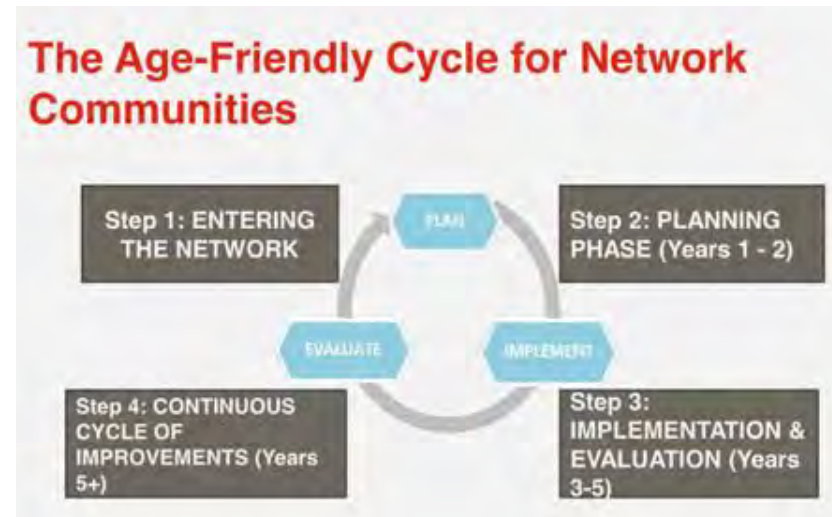 The Age-Friendly Cycle for Network
Communities
Step 1: ENTERING
THE NETWORK
PLAN
Step 2: PLANNING
PHASE (Years 1 - 2)
EVALUATE
IMPLEMENT
Step 4: CONTINUOUS
CYCLE OF
IMPROVEMENTS (Years
5+)
Step 3:
IMPLEMENTATION &
EVALUATION (Years
3-5)